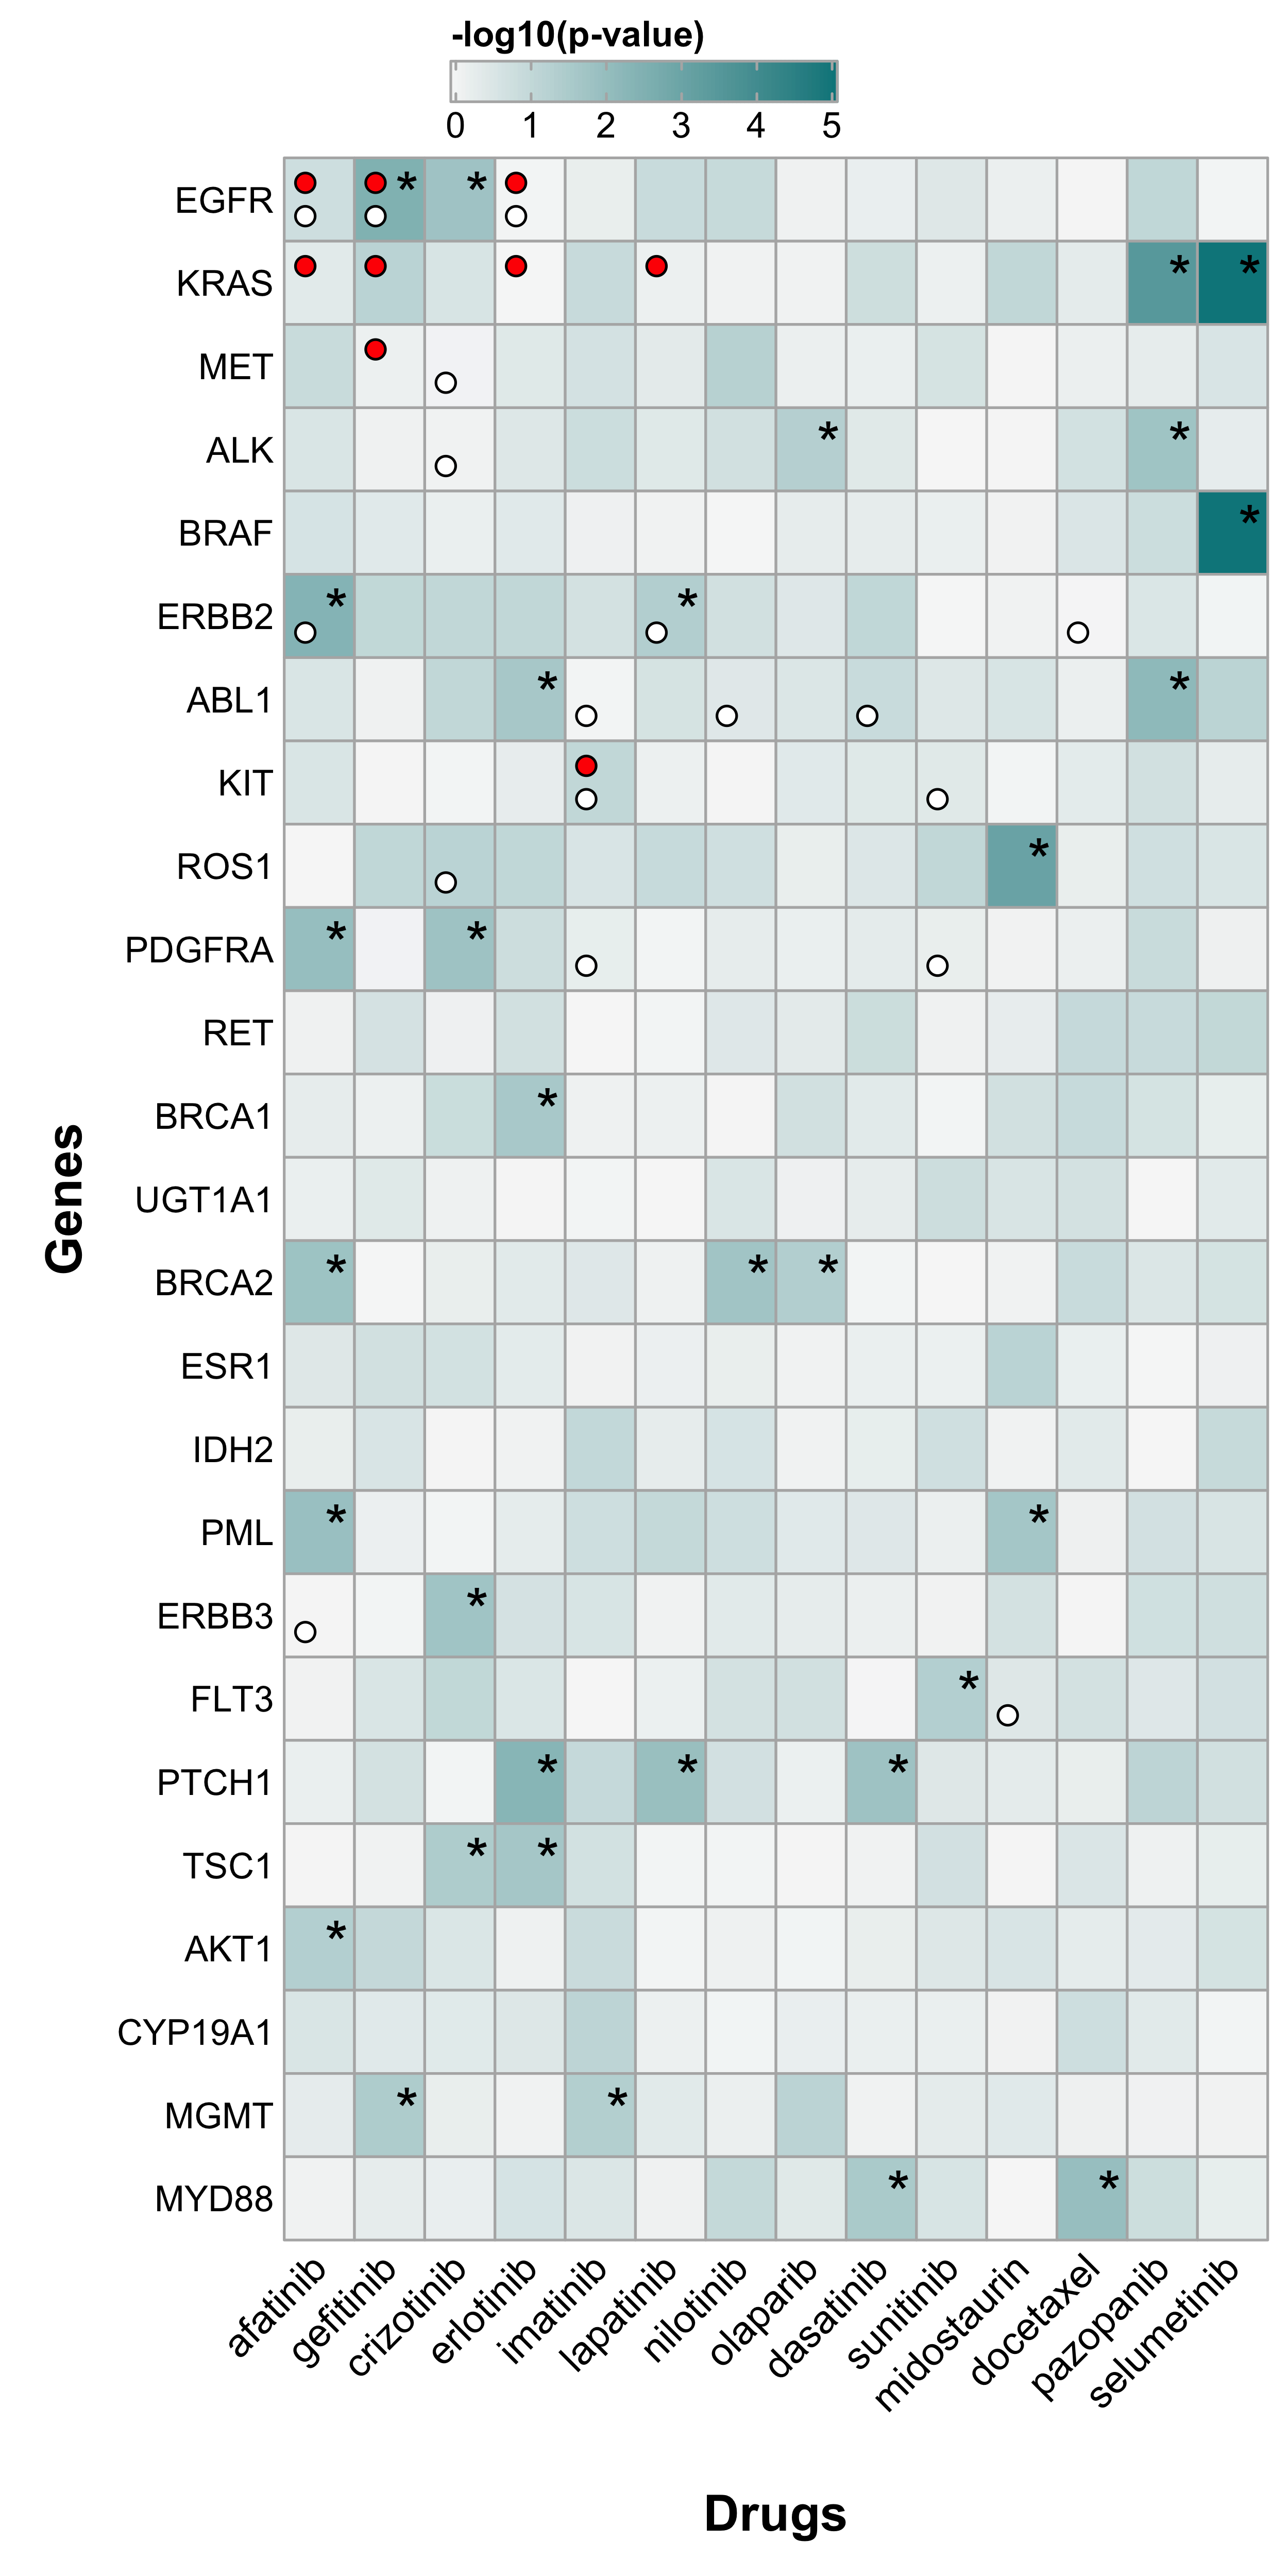 -log10(p-value)
0 1 2 3 4 5
EGFR
KRAS
MET
ALK
BRAF
ERBB2
ABL1
KIT
ROS1
PDGFRA
RET
BRCA1
UGT1A1
BRCA2
ESR1
IDH2
PML
ERBB3
FLT3
PTCH1
TSC1
AKT1
CYP19A1
MGMT
MYD88
Genes
afatinib
gefitinib
crizotinib
erlotinib
imatinib
lapatinib
nilotinib
olaparib
dasatinib
sunitinib
midostaurin
docetaxel
pazopanib
selumetinib
Drugs